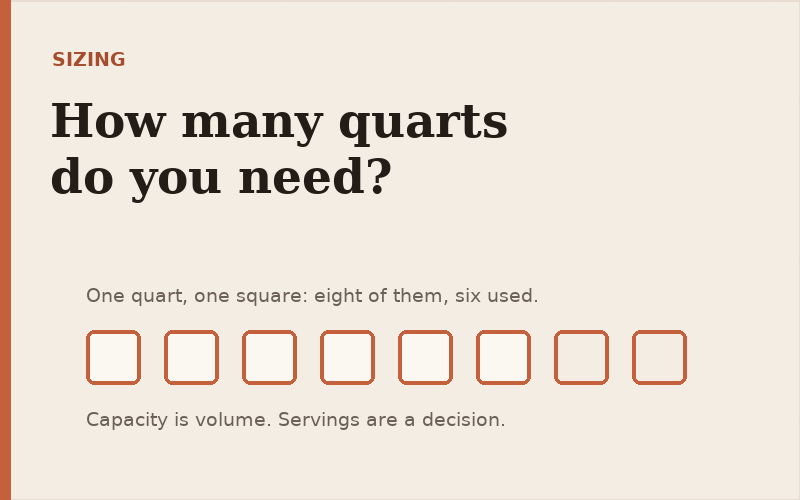 SIZING
How many quarts
do you need?
One quart, one square: eight of them, six used.
Capacity is volume. Servings are a decision.